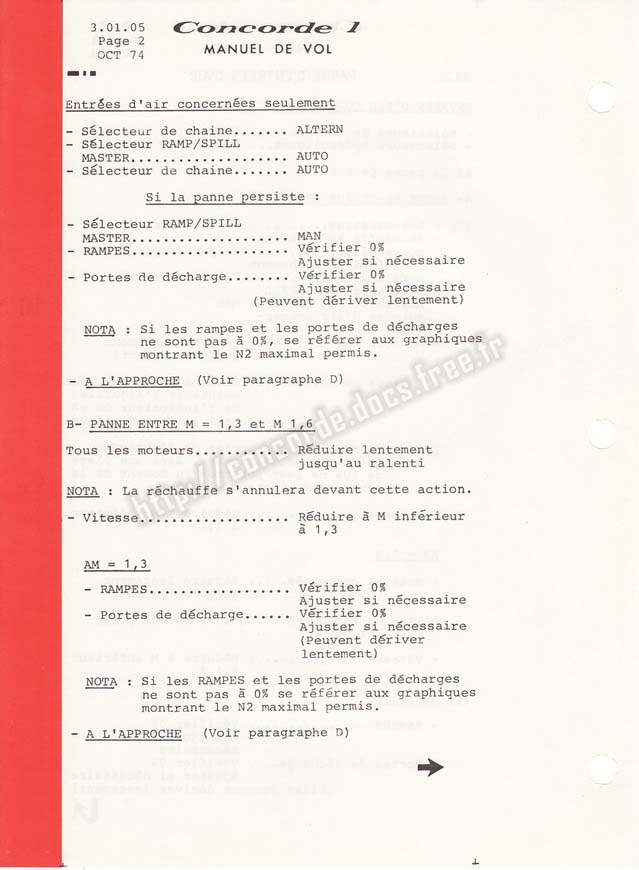 3.01.05
Page 2
OCT 74
Concorde 1
MANUEL DE VOL
Entrées d'air concernées seulement
- Sélecteur de chaine....... ALTERN
- Sélecteur RAMP/SPILL
MASTER.................... AUTO
- Sélecteur de chaine....... AUTO
Si la panne persiste :
- Sélecteur RAMP/SPILL
MASTER.................... MAN
- RAMPES.................... Vérifier 0%
Ajuster si nécessaire
- Portes de décharge........ Vérifier 0%
Ajuster si nécessaire
(Peuvent dériver lentement)
NOTA : Si les rampes et les portes de décharges
ne sont pas à 0%, se référer aux graphiques
montrant le N2 maximal permis.
- A L'APPROCHE (Voir paragraphe D)
B- PANNE ENTRE M = 1,3 et M 1,6
Tous les moteurs............ Réduire lentement
jusqu'au ralenti
NOTA : La réchauffe s'annulera devant cette action.
- Vitesse................... Réduire à M inférieur
à 1,3
AM = 1,3
- RAMPES.................. Vérifier 0%
Ajuster si nécessaire
- Portes de décharge...... Vérifier 0%
Ajuster si nécessaire
(Peuvent dériver
lentement)
NOTA : Si les RAMPES et portes de décharges
ne sont pas à 0% se référer aux graphiques
montrant le N2 maximal permis.
- A L'APPROCHE (Voir paragraphe D)
http://concorde.docs.free.fr